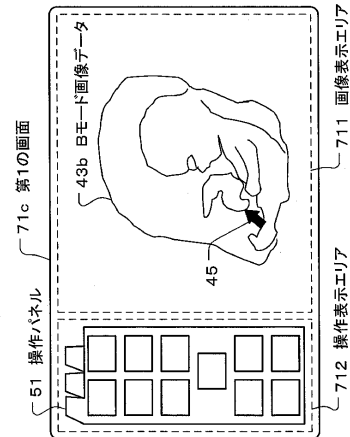 71c 第1の画面
51 操作パネル
43b Bモード画像データ
45
712 操作表示エリア
711 画像表示エリア